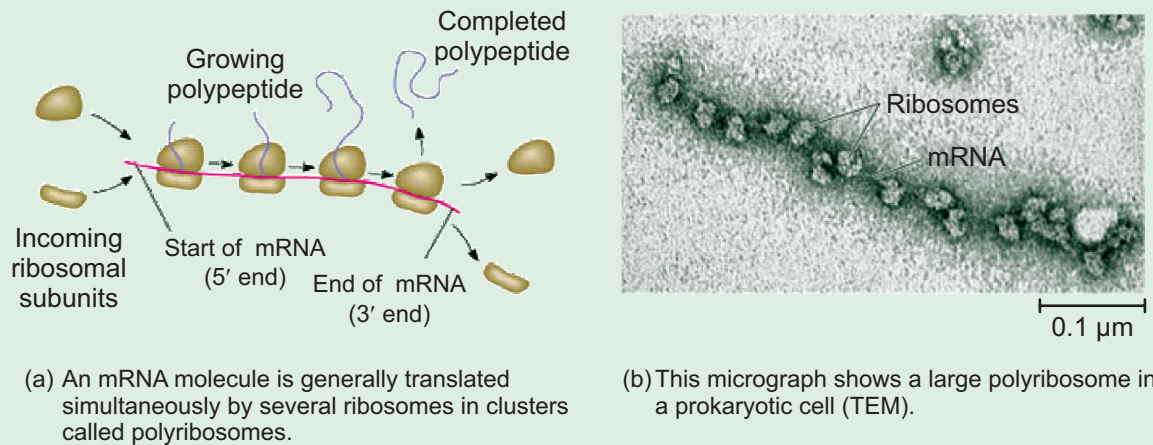 Growing
polypeptide
Completed
polypeptide
Incoming
ribosomal
subunits
Start of mRNA
(5′ end)
End of mRNA
(3′ end)
(a) An mRNA molecule is generally translated
simultaneously by several ribosomes in clusters
called polyribosomes.
Ribosomes
mRNA
0.1 µm
(b) This micrograph shows a large polyribosome in
a prokaryotic cell (TEM).